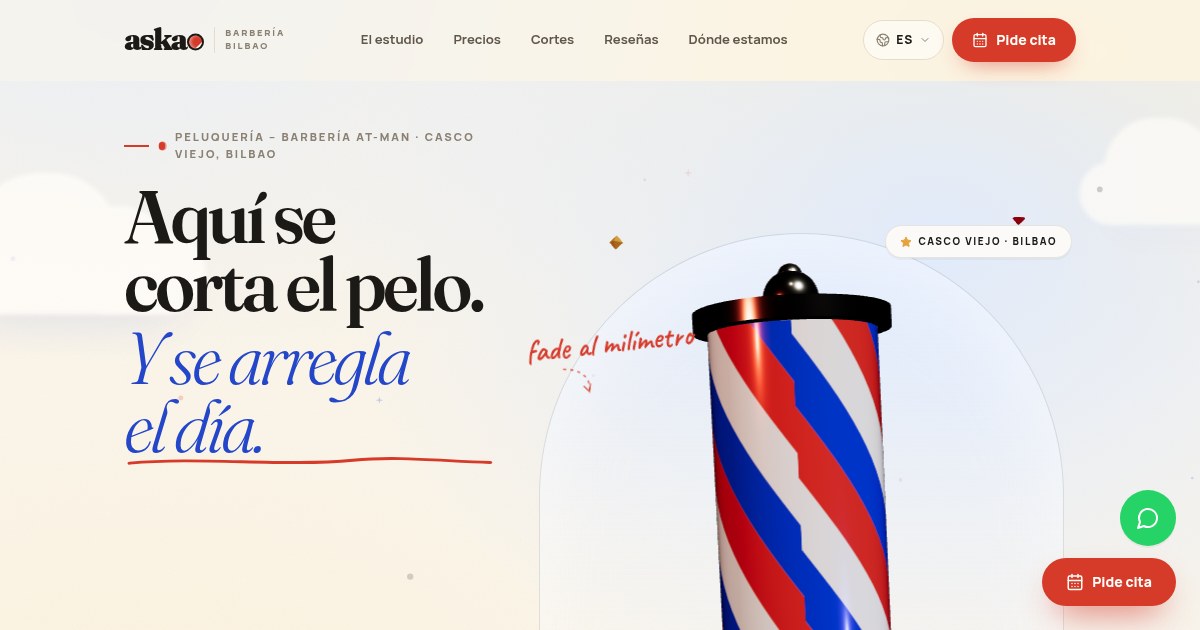 aska
BARBERÍA
BILBAO
El estudio
Precios
Cortes
Reseñas
Dónde estamos
ES
Pide cita
PELUQUERÍA – BARBERÍA AT-MAN · CASCO
VIEJO, BILBAO
Aquí se
corta el pelo.
Y se arregla
el día.
CASCO VIEJO · BILBAO
fade al milímetro
Pide cita